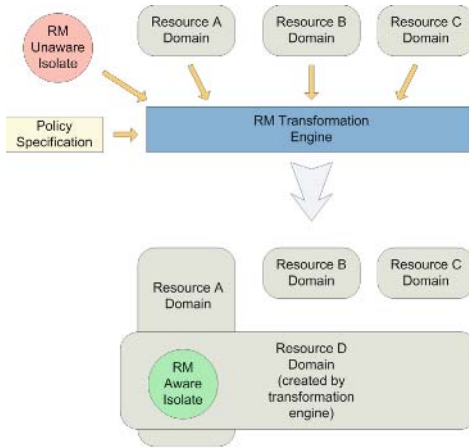 RM
Unaware
Isolate
Resource A
Domain
Resource B
Domain
Resource C
Domain
Policy
Specification
RM Transformation
Engine
Resource A
Domain
Resource B
Domain
Resource C
Domain
RM
Aware
Isolate
Resource D
Domain
(created by
transformation
engine)